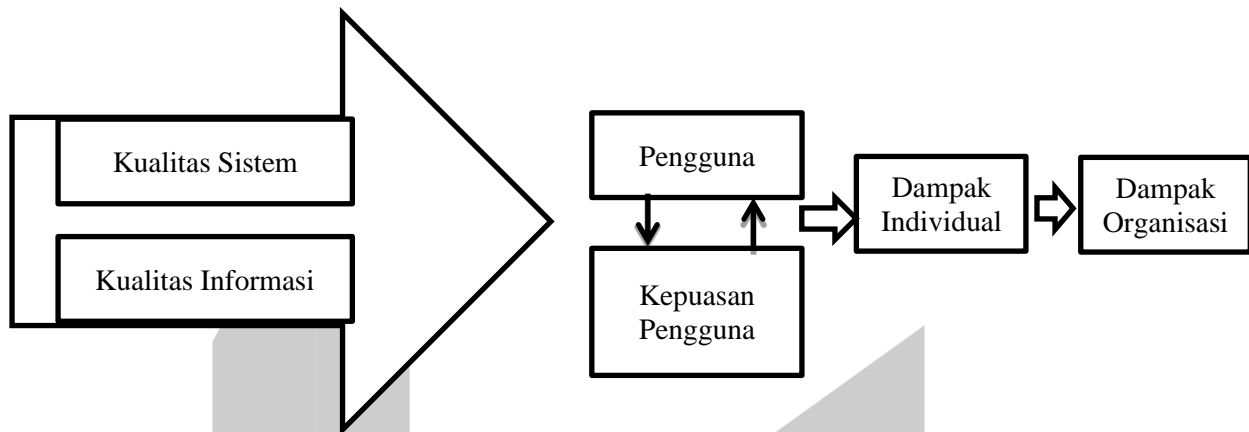 Kualitas Sistem
Kualitas Informasi
Pengguna
Kepuasan
Pengguna
Dampak
Individual
Dampak
Organisasi